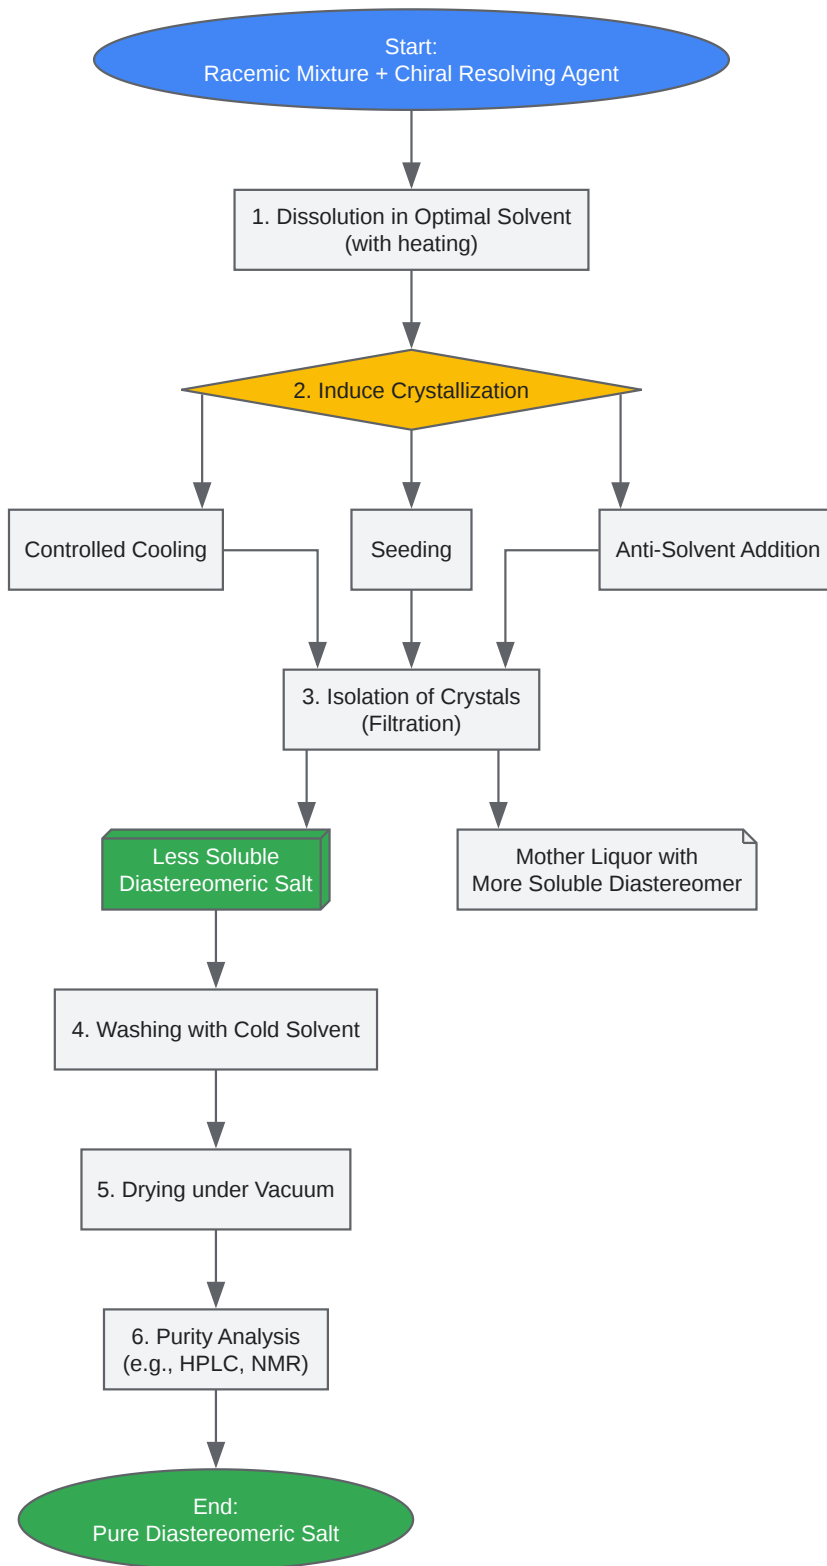 Start:
Racemic Mixture + Chiral Resolving Agent
1. Dissolution in Optimal Solvent
(with heating)
2. Induce Crystallization
Controlled Cooling
Seeding
Anti-Solvent Addition
3. Isolation of Crystals
(Filtration)
Less Soluble
Diastereomeric Salt
Mother Liquor with
More Soluble Diastereomer
4. Washing with Cold Solvent
5. Drying under Vacuum
6. Purity Analysis
(e.g., HPLC, NMR)
End:
Pure Diastereomeric Salt